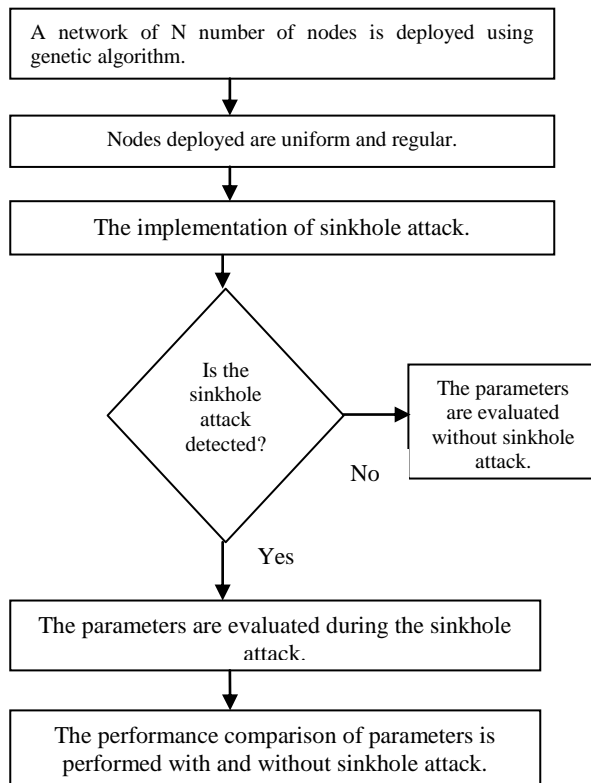 A network of N number of nodes is deployed using
genetic algorithm.
Nodes deployed are uniform and regular.
The implementation of sinkhole attack.
Is the
sinkhole
attack
detected?
The parameters
are evaluated
without sinkhole
attack.
No
Yes
The parameters are evaluated during the sinkhole
attack.
The performance comparison of parameters is
performed with and without sinkhole attack.